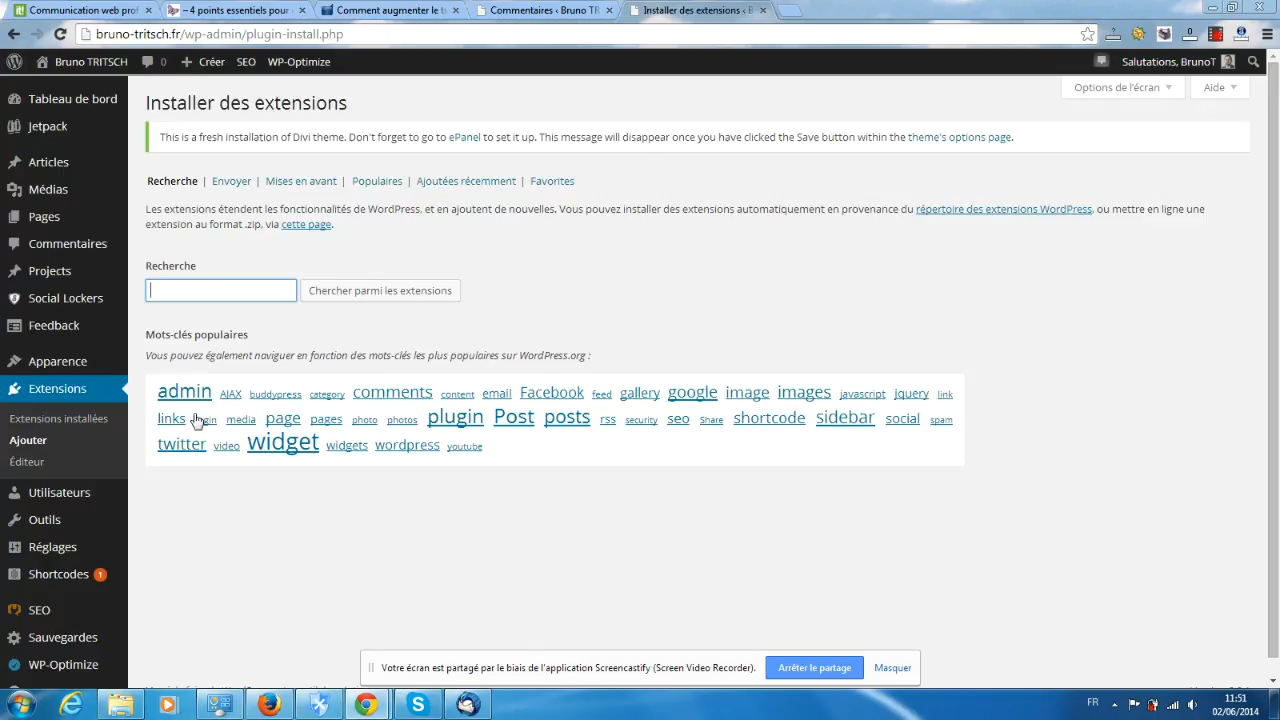 Communication web prof
– 4 points essentiels pour
Comment augmenter le t
Commentaires ‹ Bruno TR
Installer des extensions ‹ B
bruno-tritsch.fr/wp-admin/plugin-install.php
Bruno TRITSCH 0 Créer SEO WP-Optimize Salutations, BrunoT
Options de l'écran Aide
Tableau de bord
Jetpack
Articles
Médias
Pages
Commentaires
Projects
Social Lockers
Feedback
Apparence
Extensions
Extensions installées
Ajouter
Éditeur
Utilisateurs
Outils
Réglages
Shortcodes 1
SEO
Sauvegardes
WP-Optimize
Installer des extensions
This is a fresh installation of Divi theme. Don't forget to go to ePanel to set it up. This message will disappear once you have clicked the Save button within the theme's options page.
Recherche | Envoyer | Mises en avant | Populaires | Ajoutées récemment | Favorites
Les extensions étendent les fonctionnalités de WordPress, et en ajoutent de nouvelles. Vous pouvez installer des extensions automatiquement en provenance du répertoire des extensions WordPress, ou mettre en ligne une
extension au format .zip, via cette page.
Recherche
Chercher parmi les extensions
Mots-clés populaires
Vous pouvez également naviguer en fonction des mots-clés les plus populaires sur WordPress.org :
admin AJAX buddypress category comments content email Facebook feed gallery google image images javascript jquery link
links media page pages photo photos plugin Post posts rss security seo Share shortcode sidebar social spam
twitter video widget widgets wordpress youtube
Votre écran est partagé par le biais de l'application Screencastify (Screen Video Recorder). Arrêter le partage Masquer
FR
11:51
02/06/2014